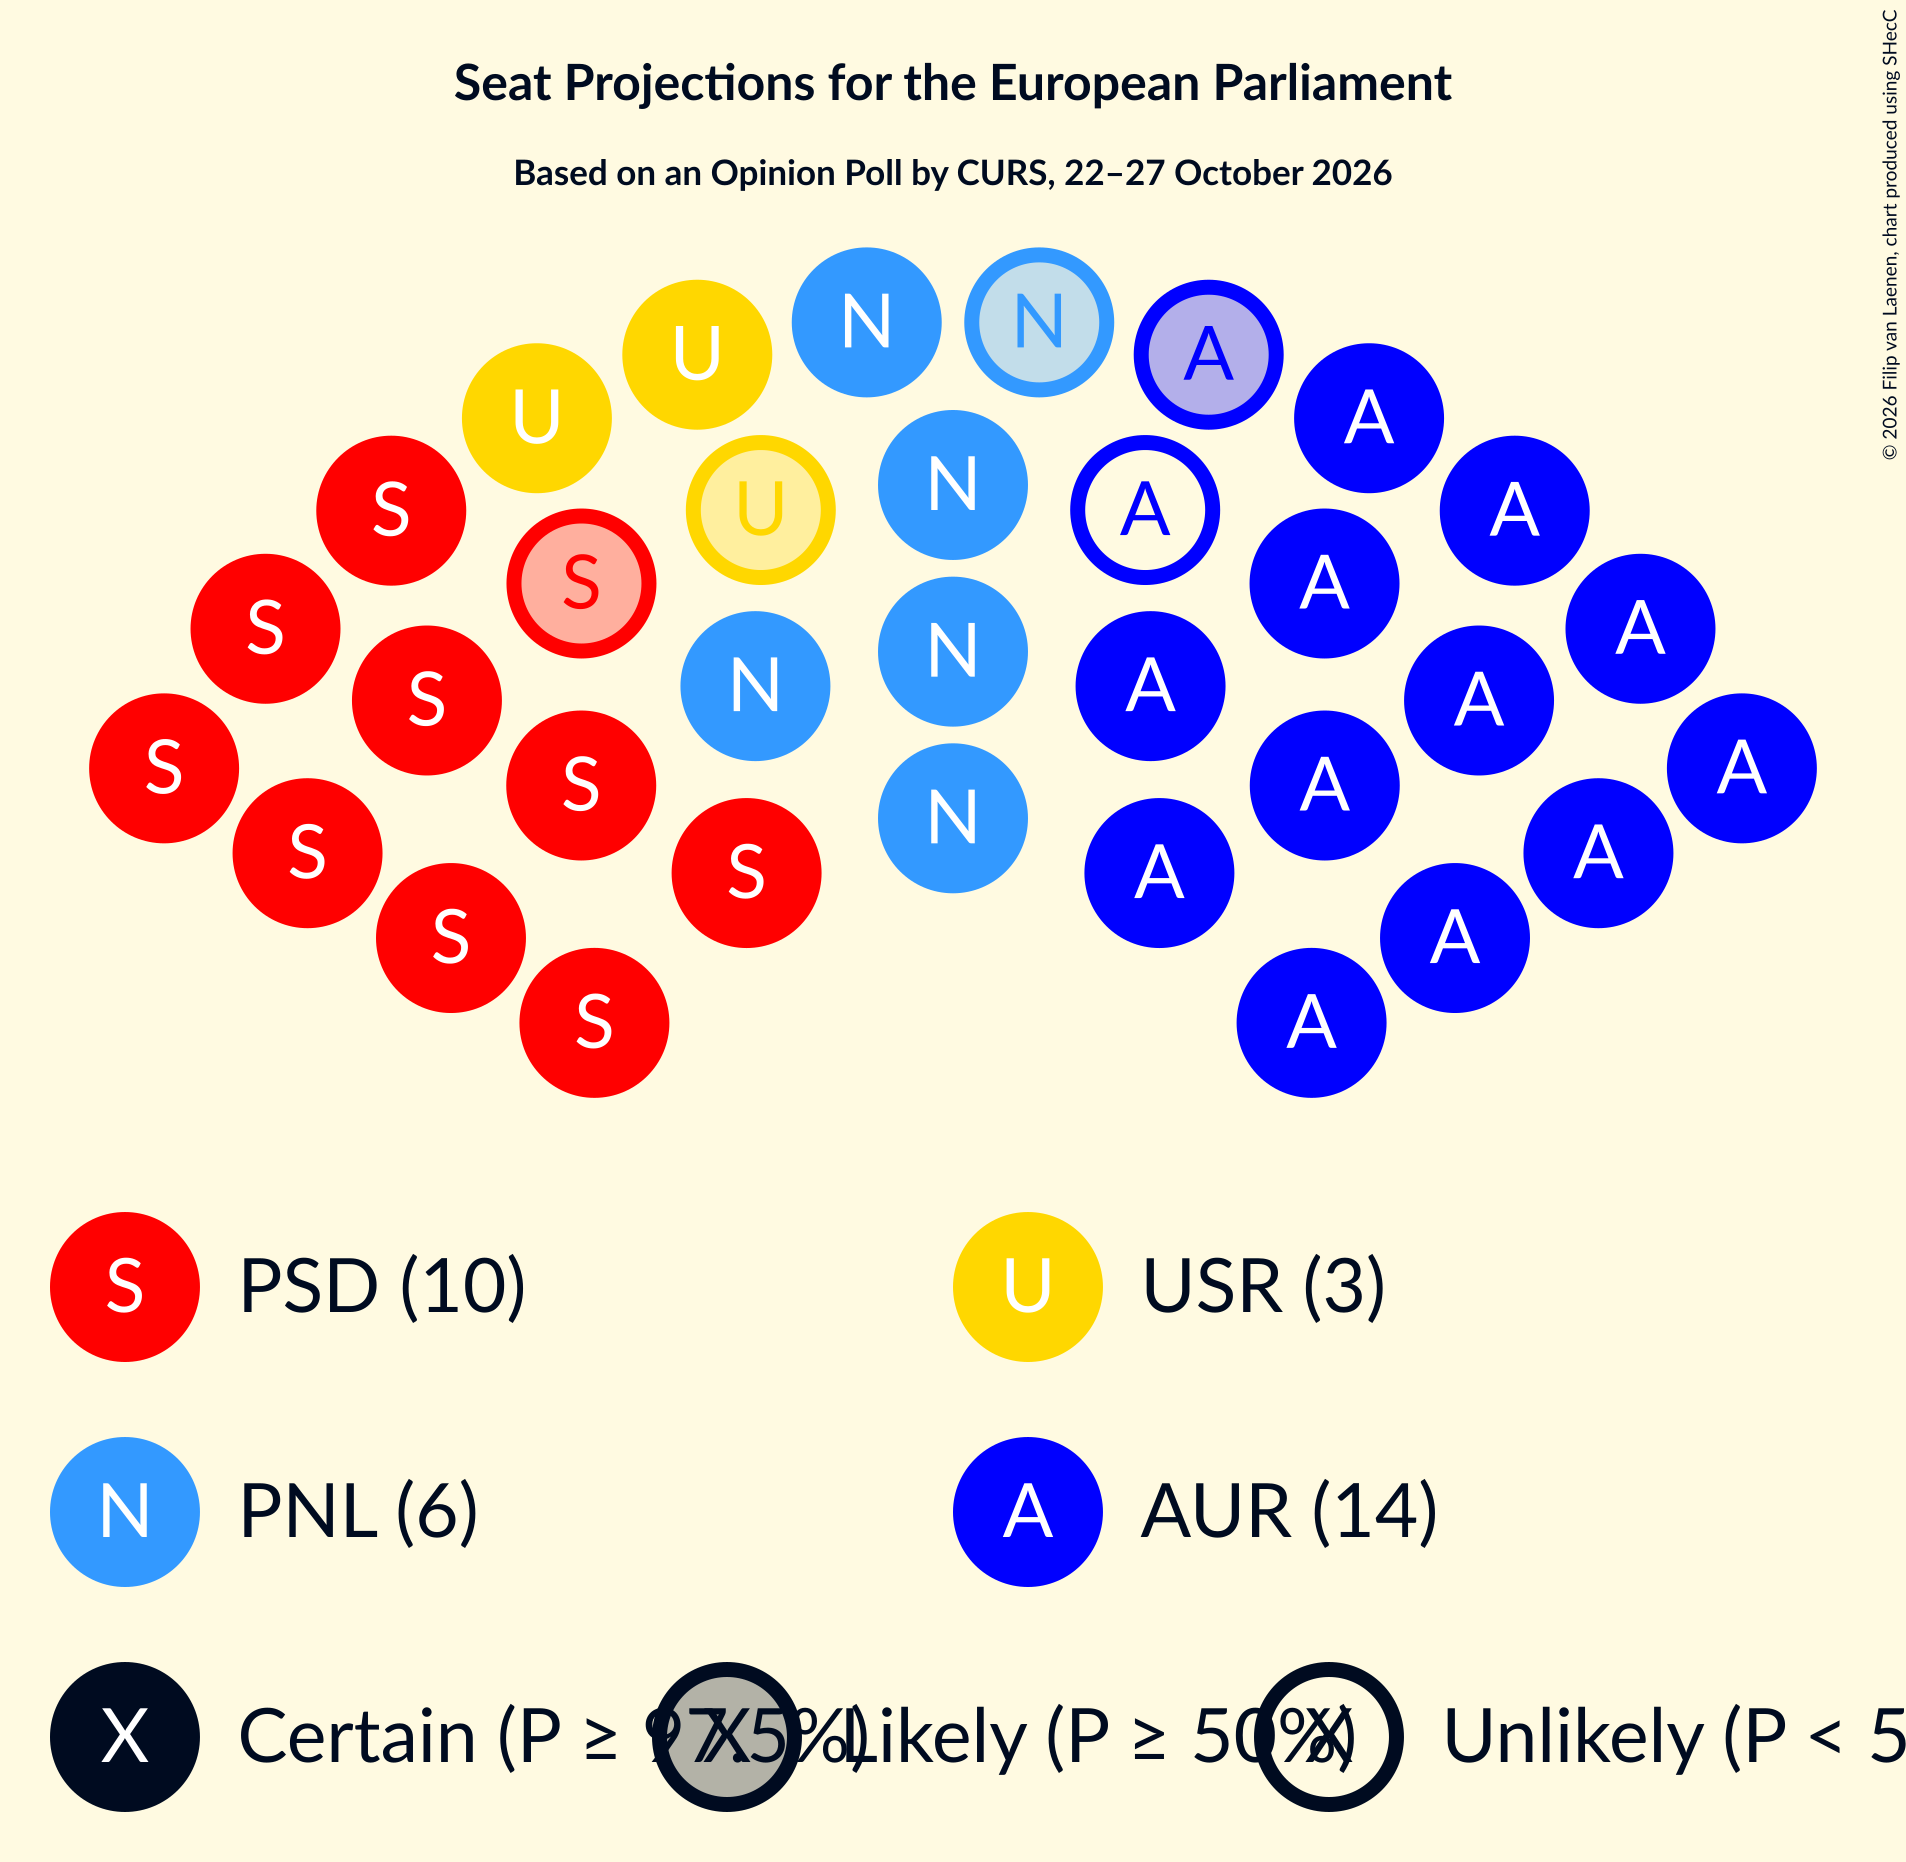 Seat Projections for the European Parliament
Based on an Opinion Poll by CURS, 22–27 October 2026
© 2026 Filip van Laenen, chart produced using SHecC
N N
U A
U A
N
S U A A
S S A A
S A
N
S N A A
S A
S A
N
S A
S A
S A
S PSD (10)
U USR (3)
N PNL (6)
A AUR (14)
X Certain (P ≥ 97.5%)
X Likely (P ≥ 50%)
X Unlikely (P < 5